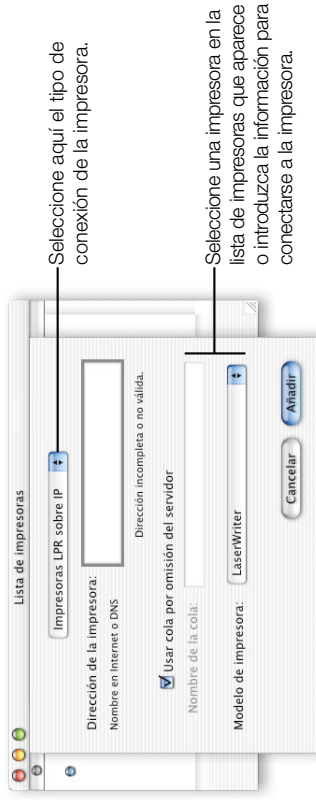 Lista de impresoras
Impresoras LPR sobre IP
Dirección de la impresora:
Nombre en Internet o DNS
Dirección incompleta o no válida.
Usar cola por omisión del servidor
Nombre de la cola:
Modelo de impresora:
LaserWriter
Cancelar
Añadir
Seleccione aquí el tipo de
conexión de la impresora.
Seleccione una impresora en la
lista de impresoras que aparece
o introduzca la información para
conectarse a la impresora.